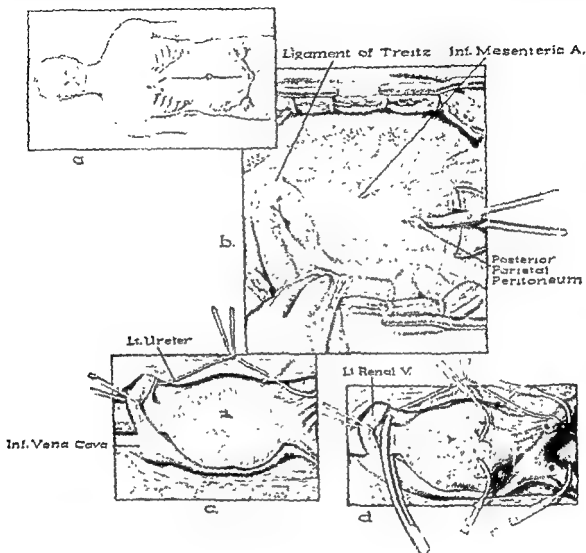 Ligament of Treitz
Inf. Mesenteric A.
a
b.
Posterior
Parietal
Peritoneum
Lt. Ureter
Inf. Vena Cava
c.
Lt Renal V.
d